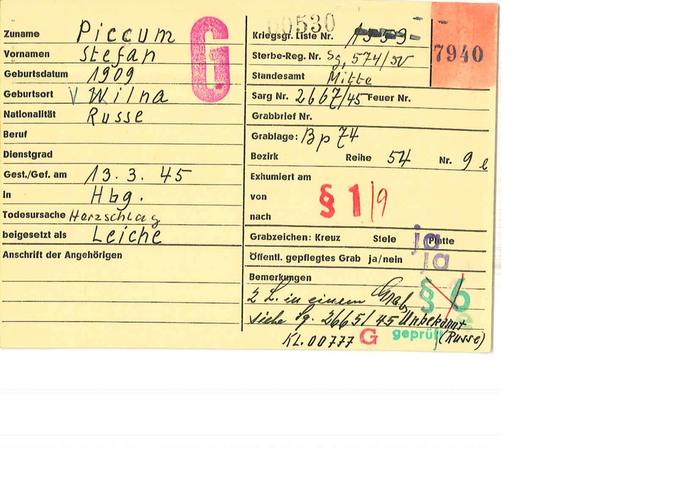 Zuname Piccum
Vornamen Stefan
Geburtsdatum 1909
Geburtsort Wilna
Nationalität Russe
Beruf
Dienstgrad
Gest./Gef. am 13. 3. 45
in Hbg.
Todesursache Herzschlag
beigesetzt als Leiche
Anschrift der Angehörigen
G
00530
Kriegsgr. Liste Nr.
7940
Sterbe-Reg. Nr. Sg. 574/IV
Standesamt Mitte
Sarg Nr. 2667/45 Feuer Nr.
Grabbrief Nr.
Grablage: Bp 74
Bezirk Reihe 54 Nr. 9 e
Exhumiert am
von
§ 1/9
nach
Grabzeichen: Kreuz Stele Platte
ja
Öffentl. gepflegtes Grab ja/nein
ja
Bemerkungen
§ 6
2 L. in einem Grab,
siehe Sg. 2665/45 Unbekannt
(Russe)
KL. 00777 G geprüft